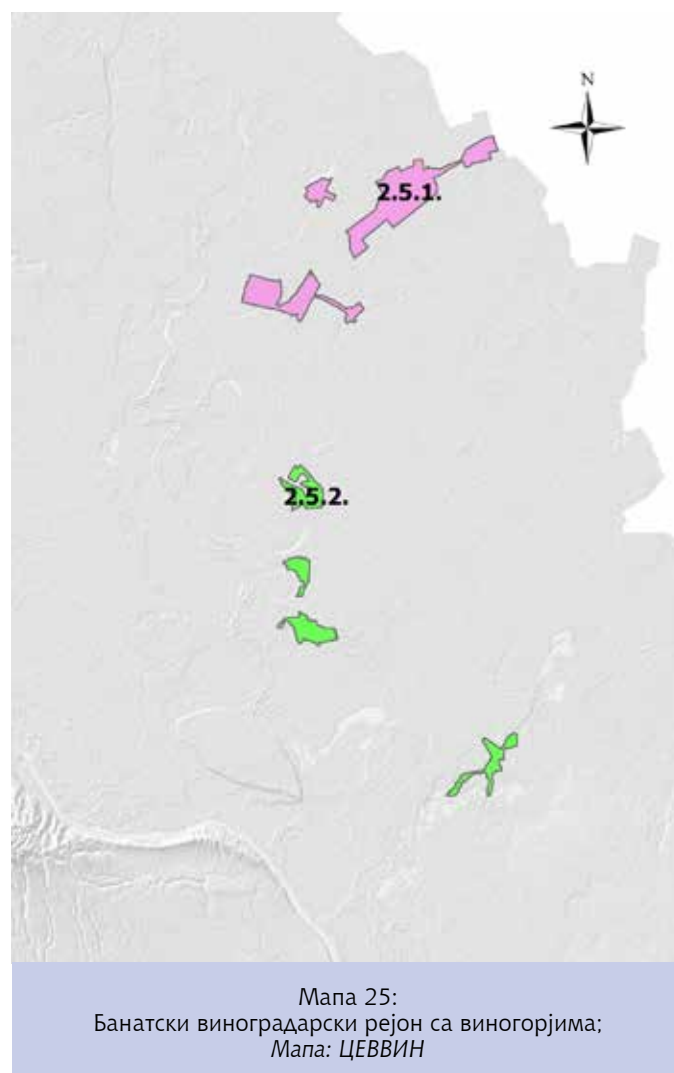 N
2.5.1.
2.5.2.
Мапа 25:
Банатски виноградарски рејон са виногорјима;
Мапа: ЦЕВВИН